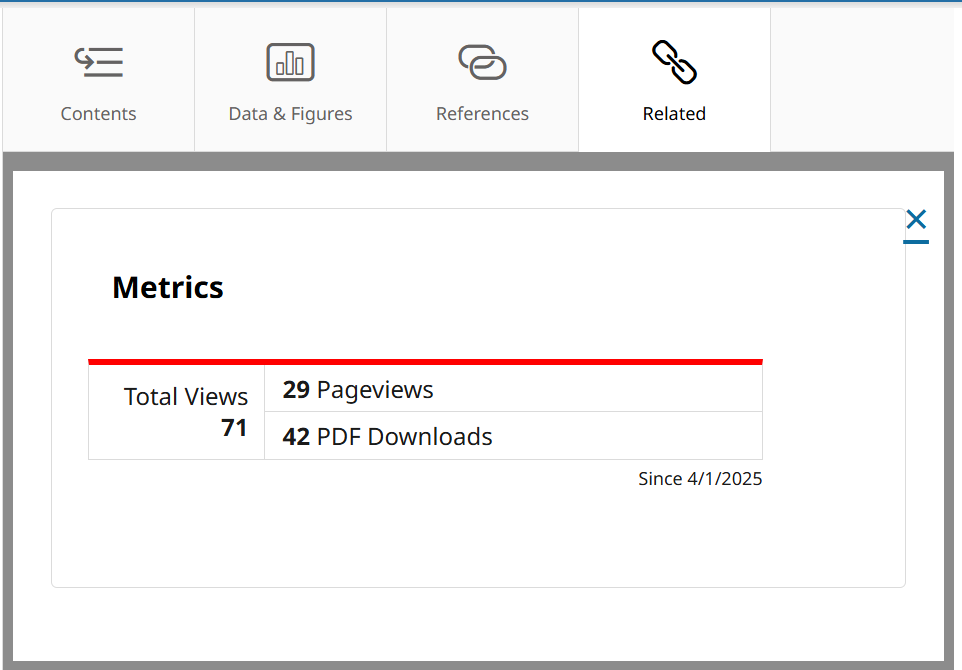 Contents
Data & Figures
References
Related
Metrics
Total Views
71
29 Pageviews
42 PDF Downloads
Since 4/1/2025